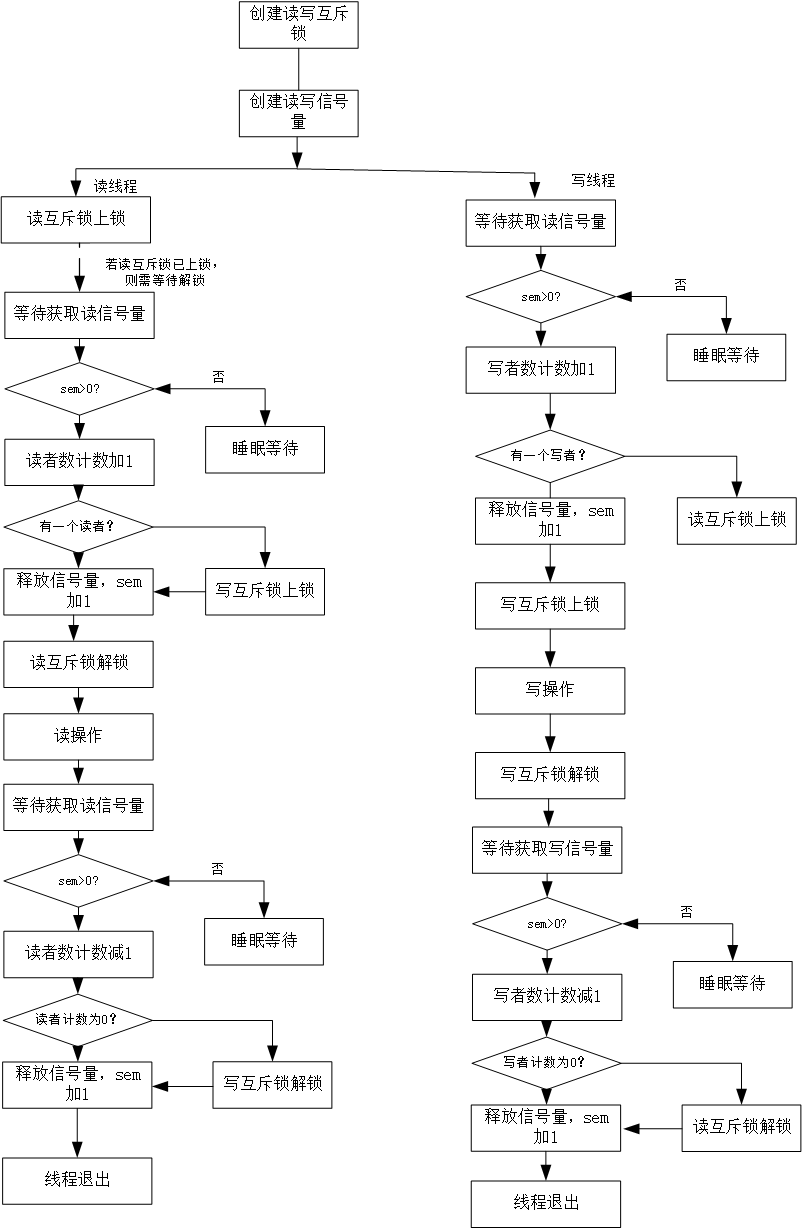 创建读写互斥
锁
创建读写信号
量
读线程
读互斥锁上锁
若读互斥锁已上锁，
则需等待解锁
等待获取读信号量
sem>0?
否
睡眠等待
读者数计数加1
有一个读者？
写互斥锁上锁
释放信号量，sem
加1
读互斥锁解锁
读操作
等待获取读信号量
sem>0?
否
睡眠等待
读者数计数减1
读者计数为0？
写互斥锁解锁
释放信号量，sem
加1
线程退出
写线程
等待获取读信号量
sem>0?
否
睡眠等待
写者数计数加1
有一个写者？
读互斥锁上锁
释放信号量，sem
加1
写互斥锁上锁
写操作
写互斥锁解锁
等待获取写信号量
sem>0?
否
睡眠等待
写者数计数减1
写者计数为0？
读互斥锁解锁
释放信号量，sem
加1
线程退出